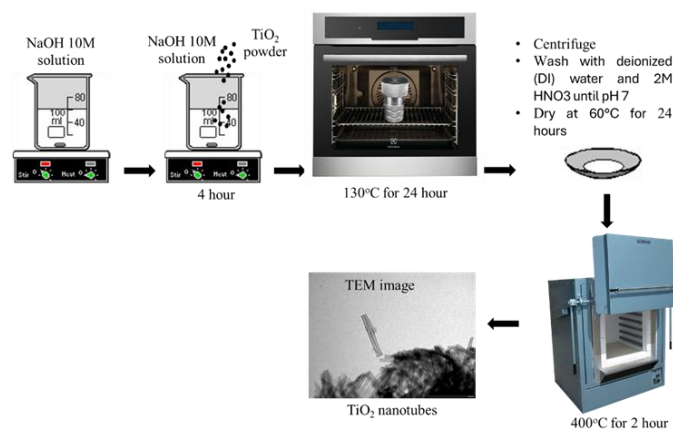 NaOH 10M
solution
80
100
ml
40
Stir
Heat
NaOH 10M
solution
TiO₂
powder
80
100
ml
40
Stir
Heat
4 hour
130°C for 24 hour
• Centrifuge
• Wash with deionized
(DI) water and 2M
HNO3 until pH 7
• Dry at 60°C for 24
hours
400°C for 2 hour
TEM image
TiO₂ nanotubes